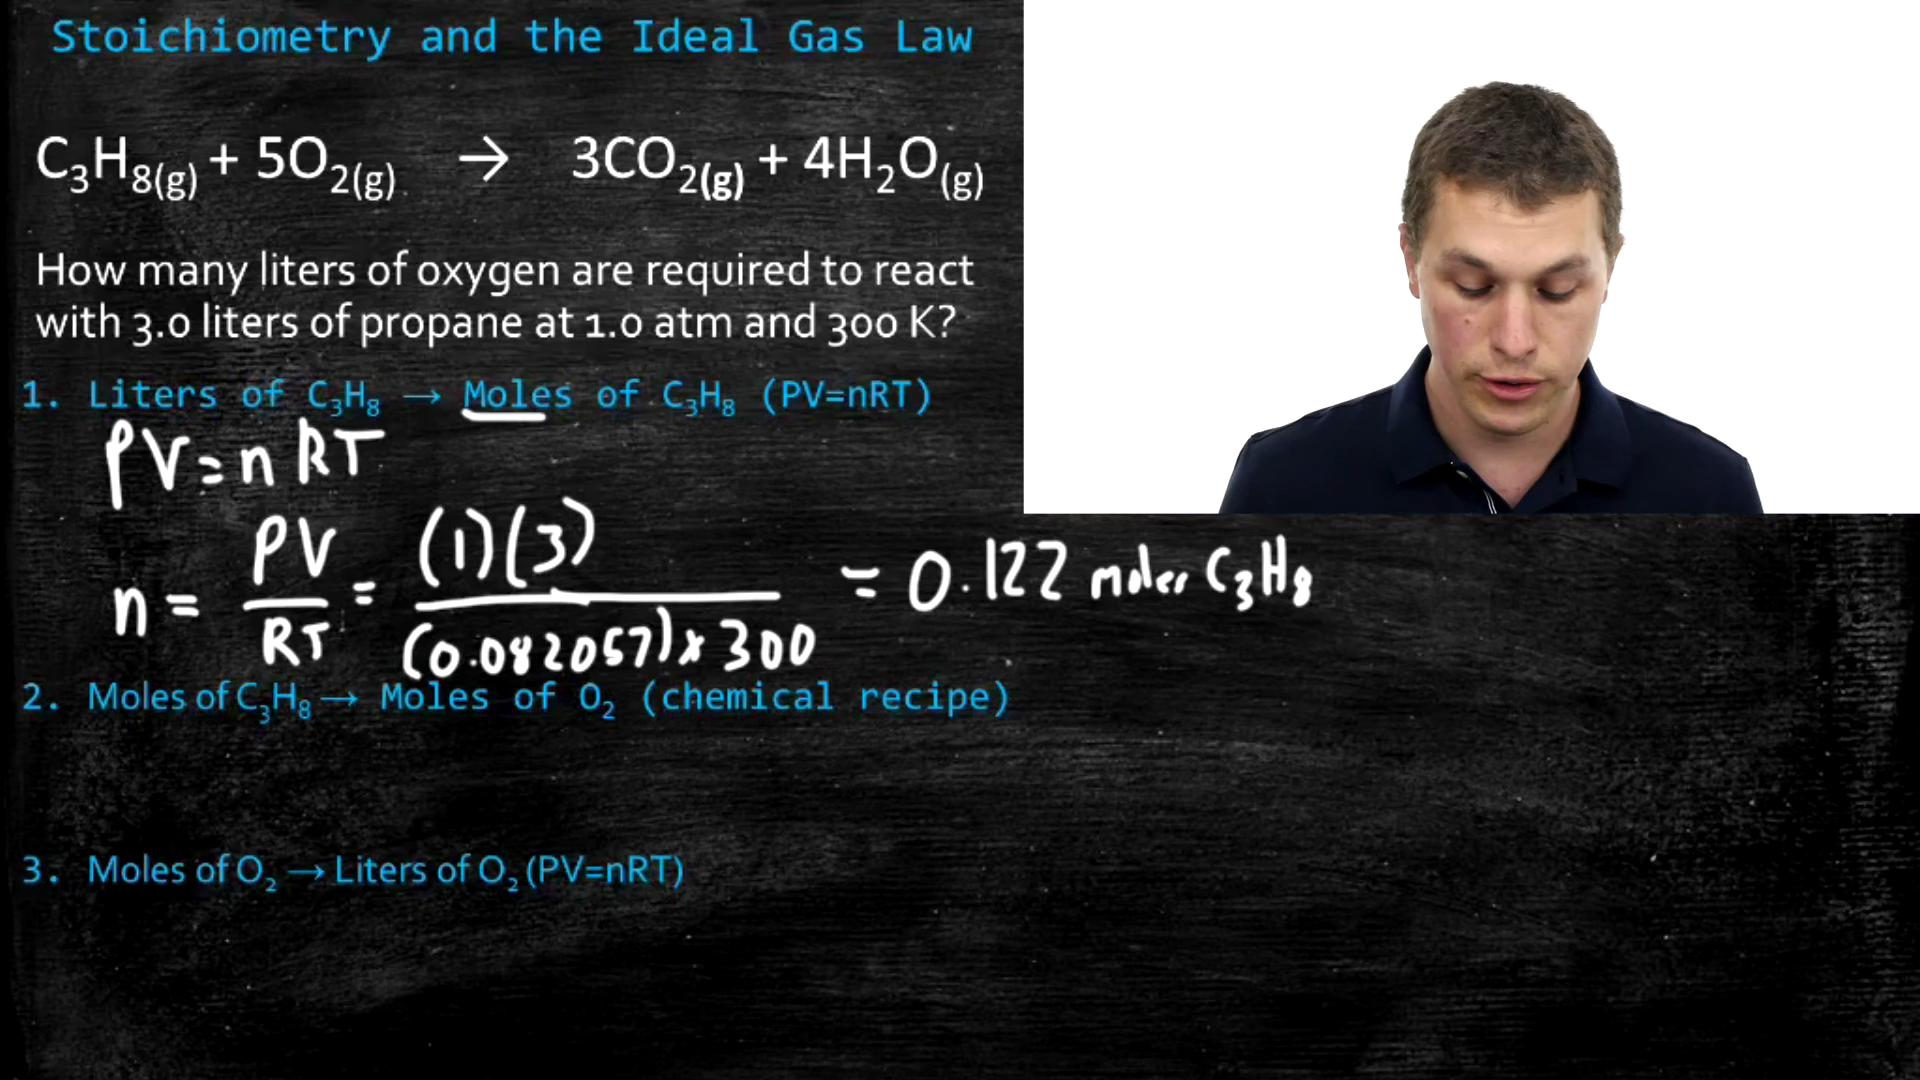 Stoichiometry and the Ideal Gas Law
C₃H₈(g) + 5O₂(g) → 3CO₂(g) + 4H₂O(g)
How many liters of oxygen are required to react
with 3.0 liters of propane at 1.0 atm and 300 K?
1. Liters of C₃H₈ → Moles of C₃H₈ (PV=nRT)
PV=nRT
n = PV/RT = (1)(3)/(0.082057)x300 = 0.122 moles C₃H₈
2. Moles of C₃H₈ → Moles of O₂ (chemical recipe)
3. Moles of O₂ → Liters of O₂ (PV=nRT)